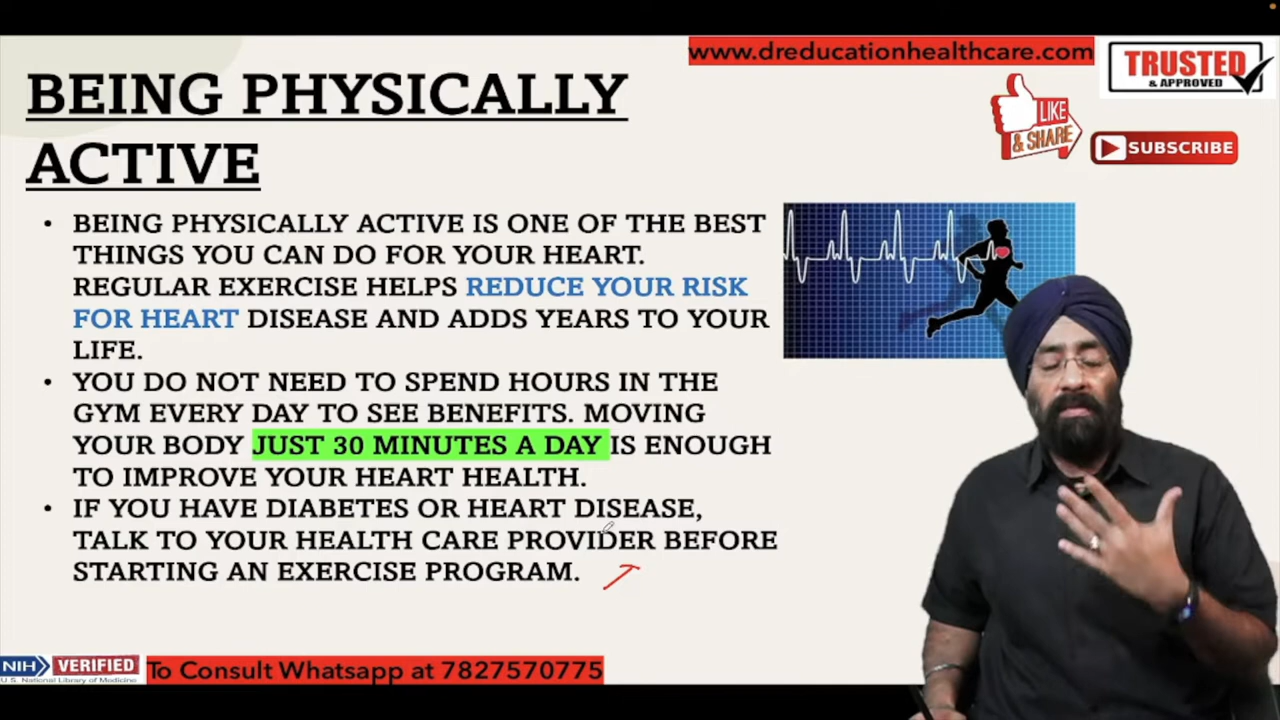 www.dreducationhealthcare.com
TRUSTED
& APPROVED
LIKE
& SHARE
SUBSCRIBE
BEING PHYSICALLY
ACTIVE
• BEING PHYSICALLY ACTIVE IS ONE OF THE BEST
THINGS YOU CAN DO FOR YOUR HEART.
REGULAR EXERCISE HELPS REDUCE YOUR RISK
FOR HEART DISEASE AND ADDS YEARS TO YOUR
LIFE.
• YOU DO NOT NEED TO SPEND HOURS IN THE
GYM EVERY DAY TO SEE BENEFITS. MOVING
YOUR BODY JUST 30 MINUTES A DAY IS ENOUGH
TO IMPROVE YOUR HEART HEALTH.
• IF YOU HAVE DIABETES OR HEART DISEASE,
TALK TO YOUR HEALTH CARE PROVIDER BEFORE
STARTING AN EXERCISE PROGRAM.
NIH VERIFIED
U.S. National Library of Medicine
To Consult Whatsapp at 7827570775